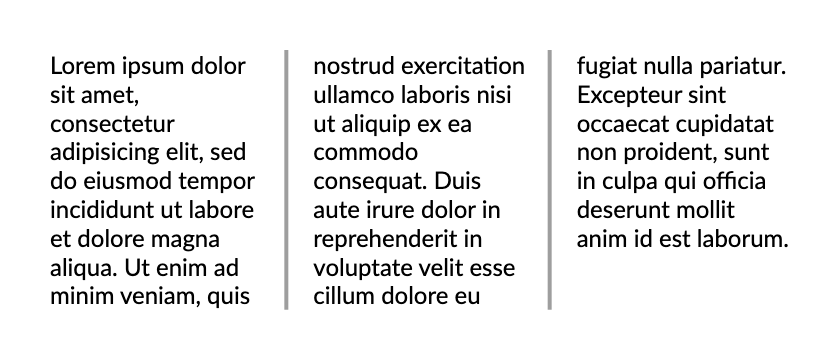 Lorem ipsum dolor
sit amet,
consectetur
adipisicing elit, sed
do eiusmod tempor
incididunt ut labore
et dolore magna
aliqua. Ut enim ad
minim veniam, quis
nostrud exercitation
ullamco laboris nisi
ut aliquip ex ea
commodo
consequat. Duis
aute irure dolor in
reprehenderit in
voluptate velit esse
cillum dolore eu
fugiat nulla pariatur.
Excepteur sint
occaecat cupidatat
non proident, sunt
in culpa qui officia
deserunt mollit
anim id est laborum.